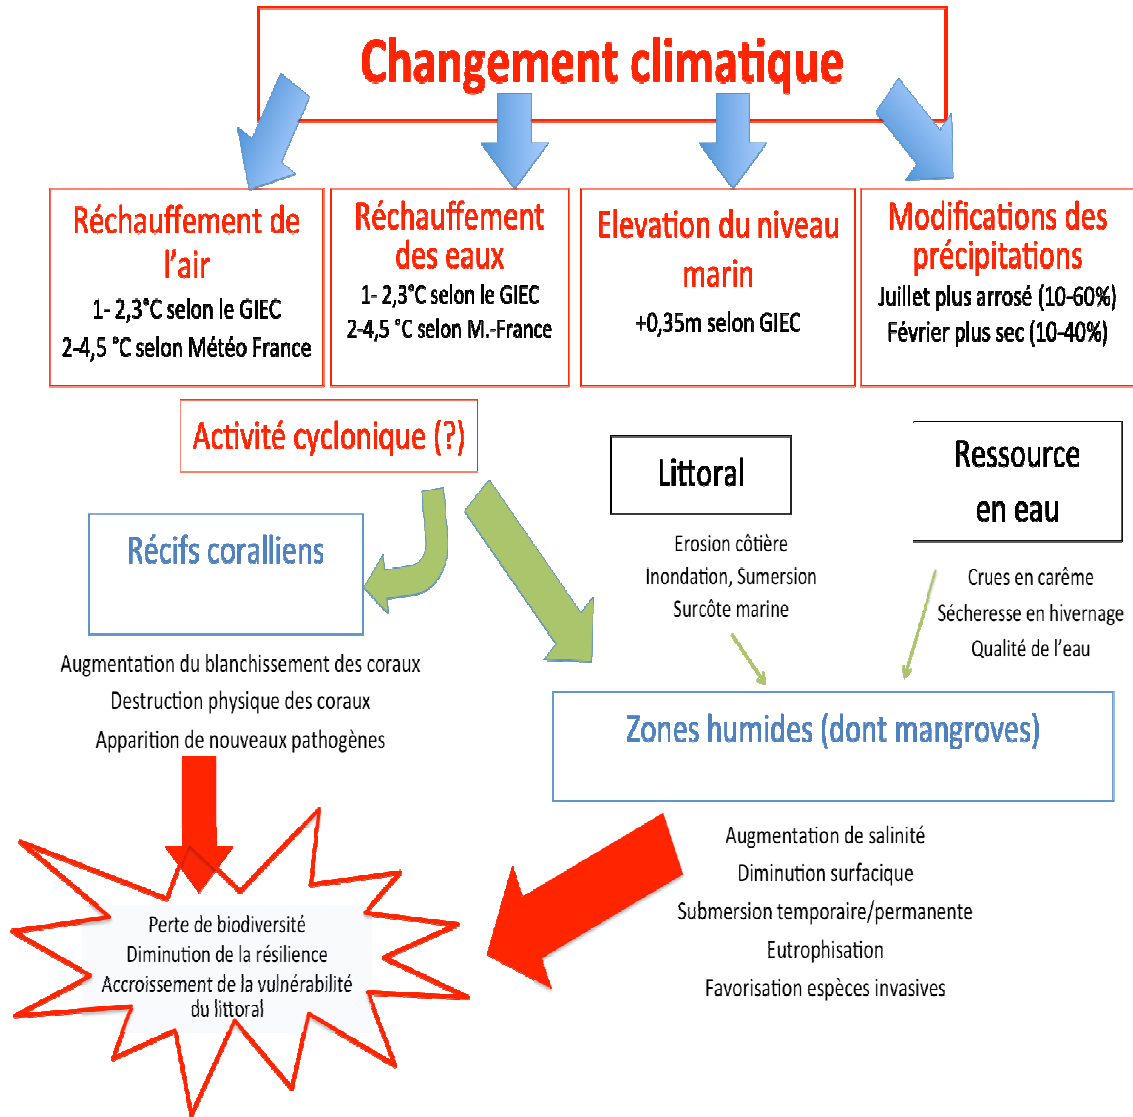 Changement climatique
Réchauffement de
l'air
1- 2,3°C selon le GIEC
2-4,5 °C selon Météo France
Réchauffement
des eaux
1- 2,3°C selon le GIEC
2-4,5 °C selon M.-France
Elevation du niveau
marin
+0,35m selon GIEC
Modifications des
précipitations
Juillet plus arrosé (10-60%)
Février plus sec (10-40%)
Activité cyclonique (?)
Littoral
Erosion côtière
Inondation, Sumersion
Surcôte marine
Ressource
en eau
Crues en carême
Sécheresse en hivernage
Qualité de l'eau
Récifs coralliens
Augmentation du blanchissement des coraux
Destruction physique des coraux
Apparition de nouveaux pathogènes
Zones humides (dont mangroves)
Augmentation de salinité
Diminution surfacique
Submersion temporaire/permanente
Eutrophisation
Favorisation espèces invasives
Perte de biodiversité
Diminution de la résilience
Accroissement de la vulnérabilité
du littoral